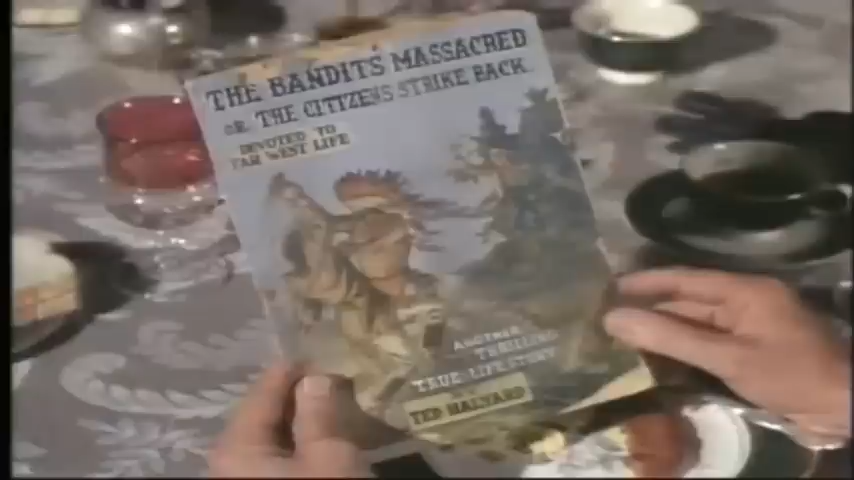 THE BANDITS MASSACRED
OR THE CITIZENS STRIKE BACK
DEVOTED TO
FAR WEST LIFE
ANOTHER
THRILLING
TRUE LIFE STORY
TED HALYARD